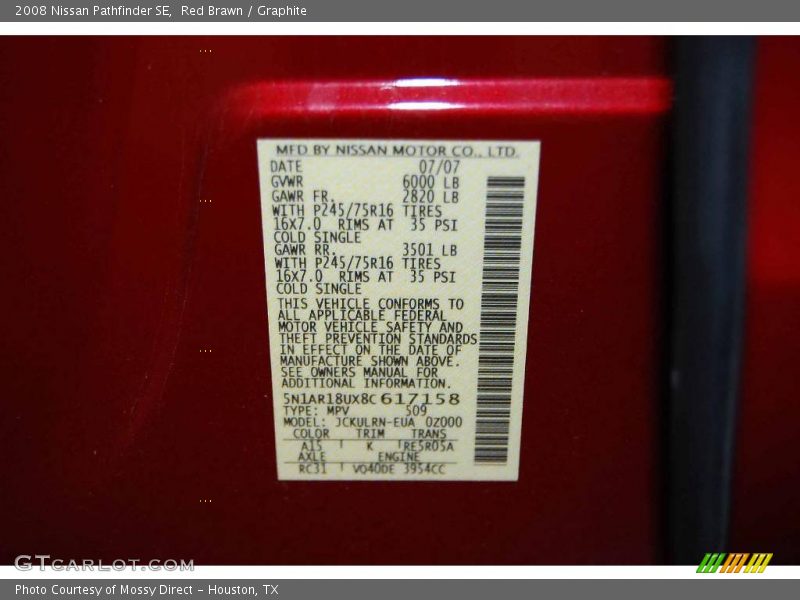 2008 Nissan Pathfinder SE, Red Brawn / Graphite
MFD BY NISSAN MOTOR CO., LTD.
DATE 07/07
GVWR 6000 LB
GAWR FR. 2820 LB
WITH P245/75R16 TIRES
16X7.0 RIMS AT 35 PSI
COLD SINGLE
GAWR RR. 3501 LB
WITH P245/75R16 TIRES
16X7.0 RIMS AT 35 PSI
COLD SINGLE
THIS VEHICLE CONFORMS TO
ALL APPLICABLE FEDERAL
MOTOR VEHICLE SAFETY AND
THEFT PREVENTION STANDARDS
IN EFFECT ON THE DATE OF
MANUFACTURE SHOWN ABOVE.
SEE OWNERS MANUAL FOR
ADDITIONAL INFORMATION.
5N1AR18UX8C617158
TYPE: MPV 509
MODEL: JCKULRN-EUA 0Z000
COLOR TRIM TRANS
A15 K RE5R05A
AXLE ENGINE
RC31 VQ40DE 3954CC
GTCARLOT.COM
Photo Courtesy of Mossy Direct - Houston, TX